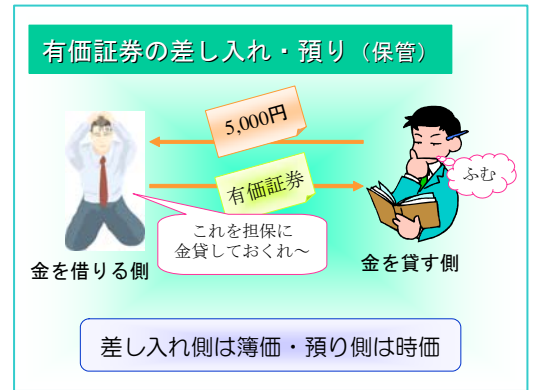 有価証券の差し入れ・預り（保管）
5,000円
有価証券
ふむ、
これを担保に
金貸しておくれ～
金を借りる側
金を貸す側
差し入れ側は簿価・預り側は時価